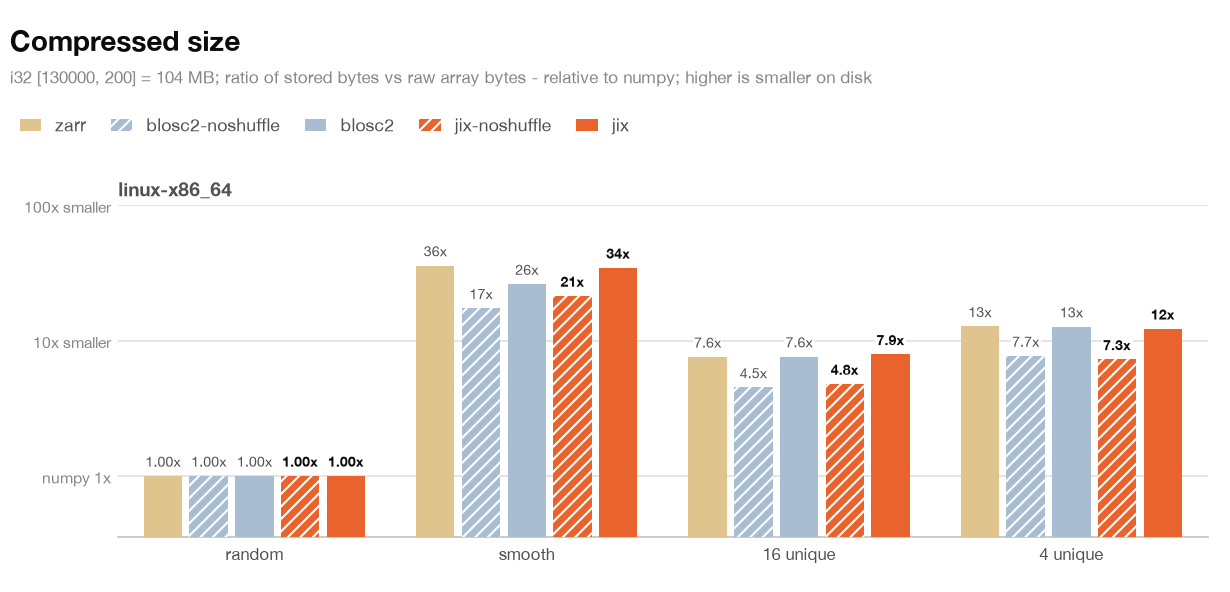 Compressed size
i32 [130000, 200] = 104 MB; ratio of stored bytes vs raw array bytes - relative to numpy; higher is smaller on disk
zarr blosc2-noshuffle blosc2 jix-noshuffle jix
linux-x86_64
100x smaller
36x 17x 26x 21x 34x
13x 7.7x 13x 7.3x 12x
10x smaller
7.6x 4.5x 7.6x 4.8x 7.9x
1.00x 1.00x 1.00x 1.00x 1.00x
numpy 1x
random smooth 16 unique 4 unique